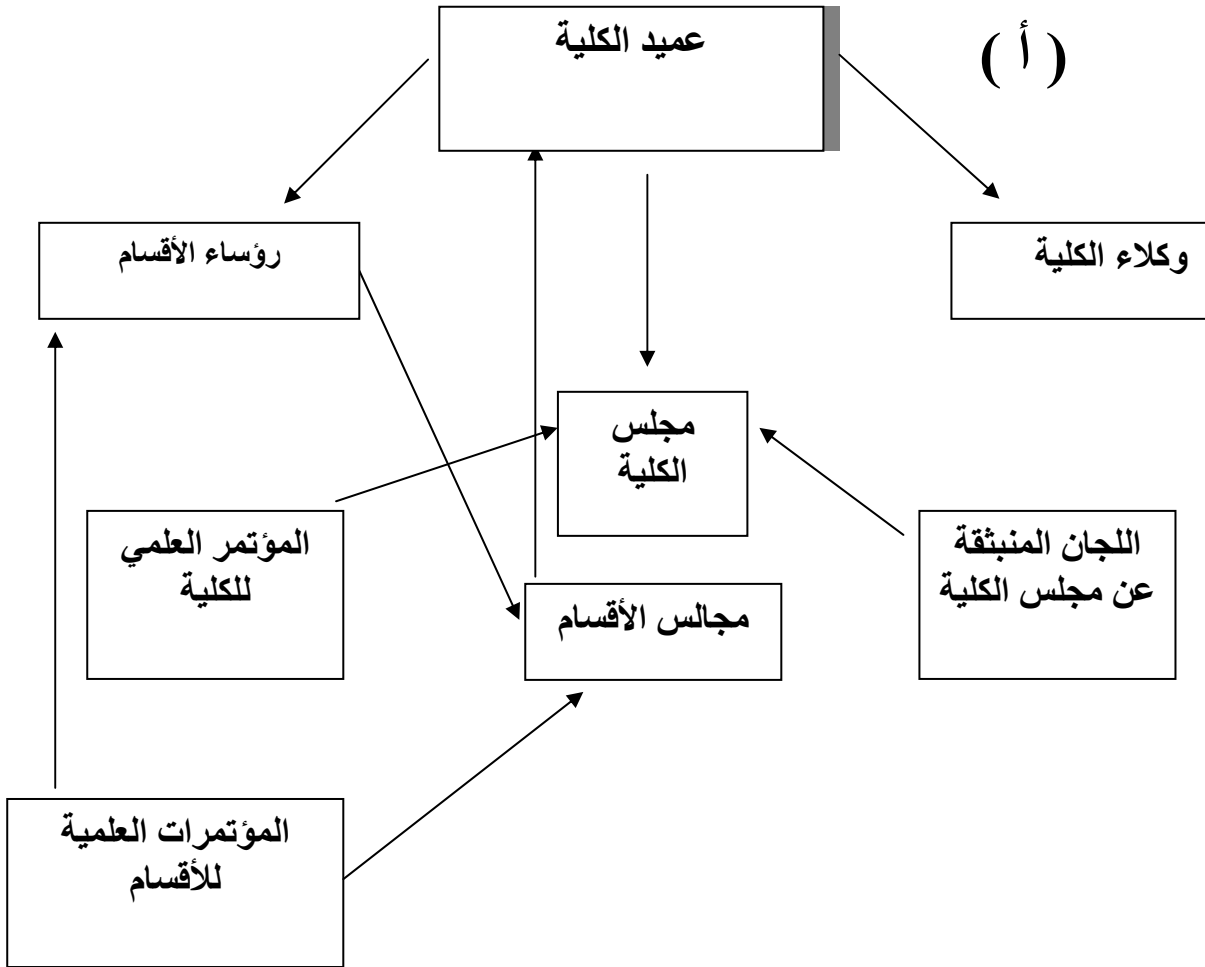 ( أ )
عميد الكلية
وكلاء الكلية
رؤساء الأقسام
مجلس
الكلية
اللجان المنبثقة
عن مجلس الكلية
المؤتمر العلمي
للكلية
مجالس الأقسام
المؤتمرات العلمية
للأقسام